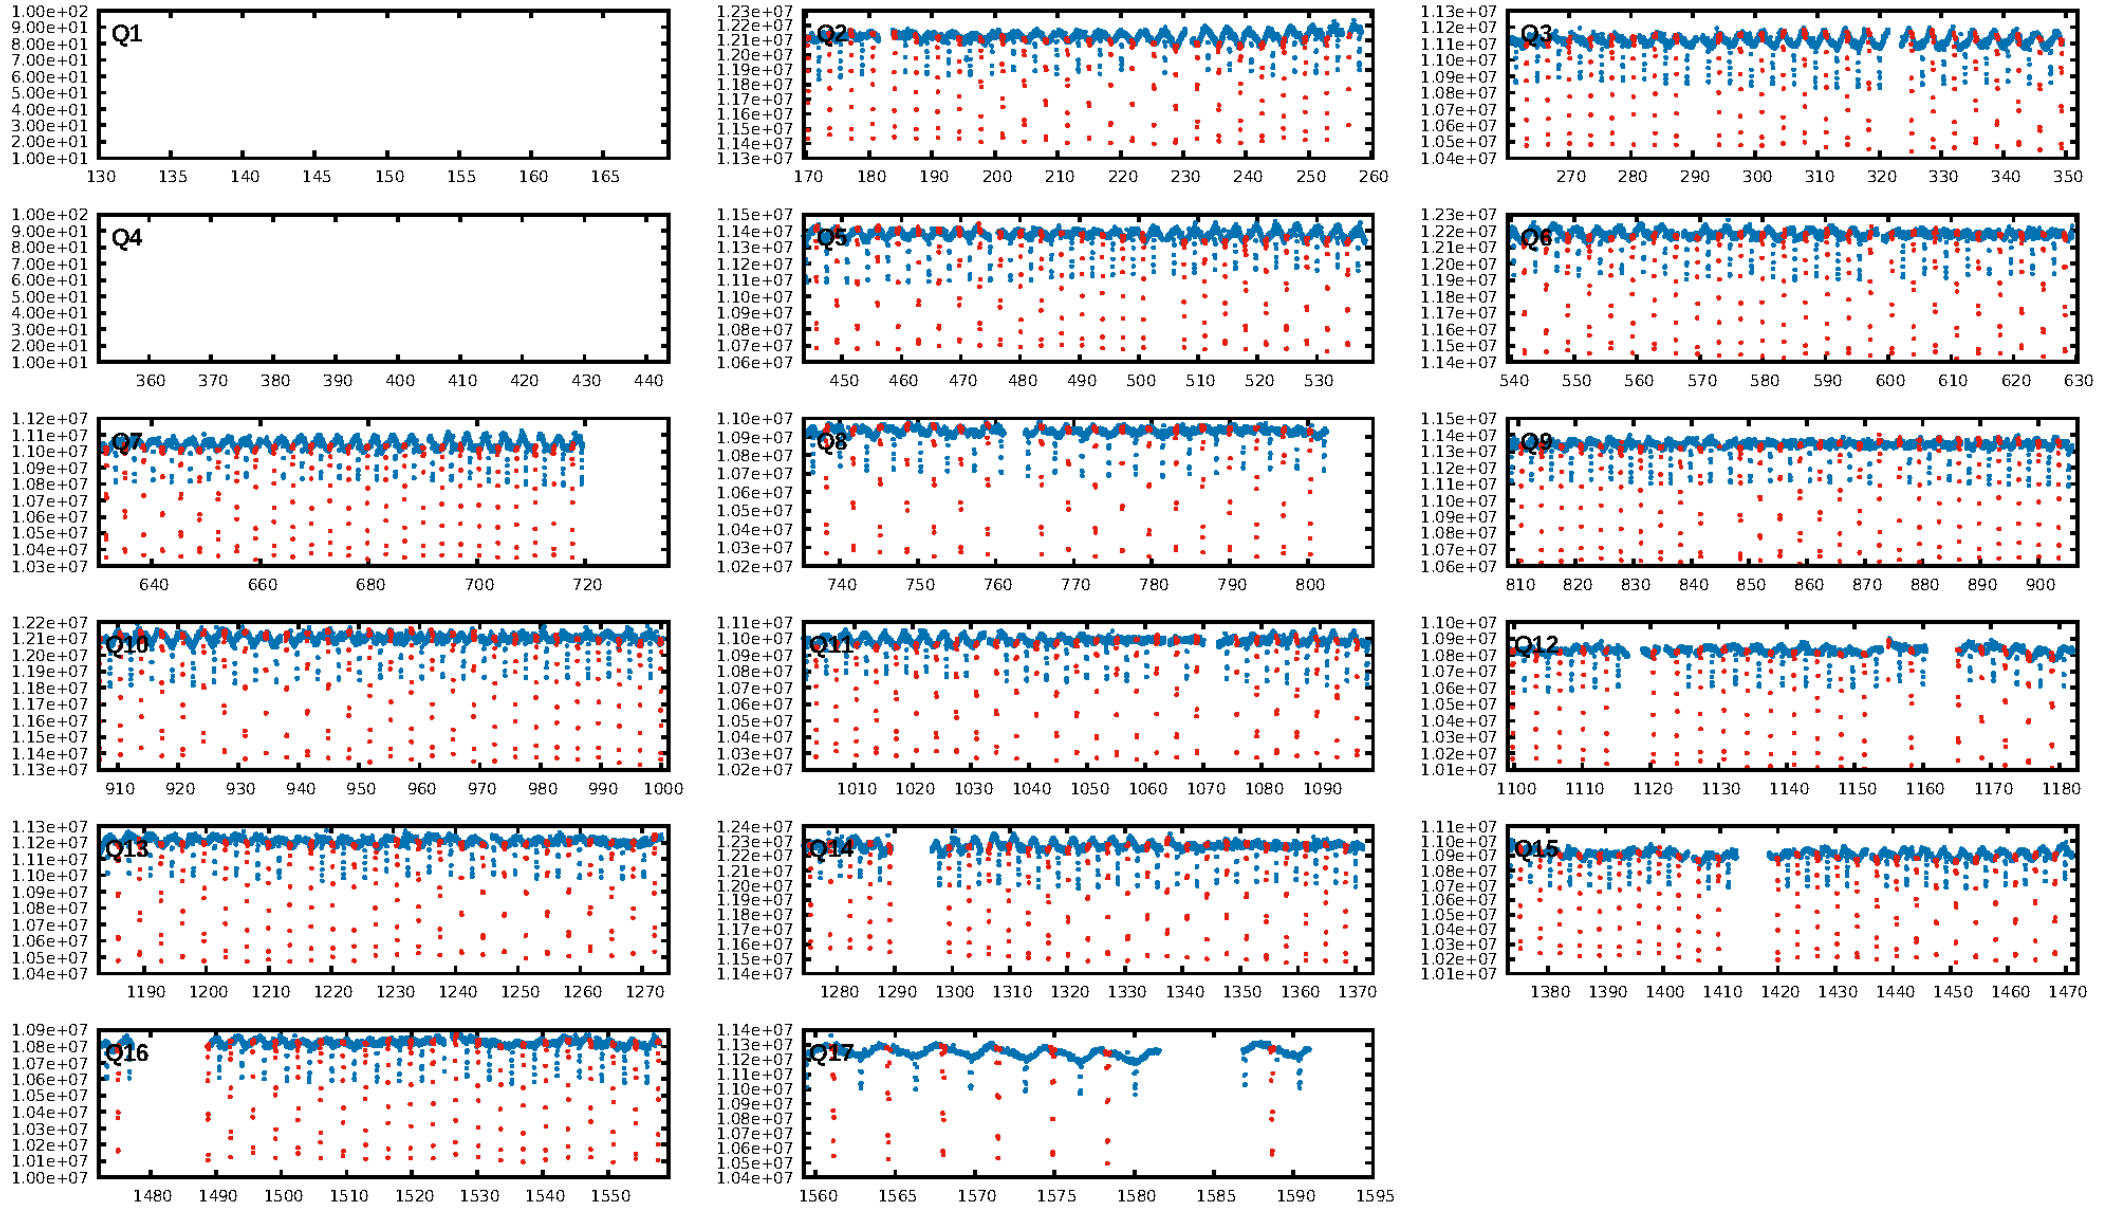 Q1
1.00e+02 9.00e+01 8.00e+01 7.00e+01 6.00e+01 5.00e+01 4.00e+01 3.00e+01 2.00e+01 1.00e+01
130 135 140 145 150 155 160 165
Q2
1.23e+07 1.22e+07 1.21e+07 1.20e+07 1.19e+07 1.18e+07 1.17e+07 1.16e+07 1.15e+07 1.14e+07 1.13e+07
170 180 190 200 210 220 230 240 250 260
Q3
1.13e+07 1.12e+07 1.11e+07 1.10e+07 1.09e+07 1.08e+07 1.07e+07 1.06e+07 1.05e+07 1.04e+07
270 280 290 300 310 320 330 340 350
Q4
1.00e+02 9.00e+01 8.00e+01 7.00e+01 6.00e+01 5.00e+01 4.00e+01 3.00e+01 2.00e+01 1.00e+01
360 370 380 390 400 410 420 430 440
Q5
1.15e+07 1.14e+07 1.13e+07 1.12e+07 1.11e+07 1.10e+07 1.09e+07 1.08e+07 1.07e+07 1.06e+07
450 460 470 480 490 500 510 520 530
Q6
1.23e+07 1.22e+07 1.21e+07 1.20e+07 1.19e+07 1.18e+07 1.17e+07 1.16e+07 1.15e+07 1.14e+07
540 550 560 570 580 590 600 610 620 630
Q7
1.12e+07 1.11e+07 1.10e+07 1.09e+07 1.08e+07 1.07e+07 1.06e+07 1.05e+07 1.04e+07 1.03e+07
640 660 680 700 720
Q8
1.10e+07 1.09e+07 1.08e+07 1.07e+07 1.06e+07 1.05e+07 1.04e+07 1.03e+07 1.02e+07
740 750 760 770 780 790 800
Q9
1.15e+07 1.14e+07 1.13e+07 1.12e+07 1.11e+07 1.10e+07 1.09e+07 1.08e+07 1.07e+07 1.06e+07
810 820 830 840 850 860 870 880 890 900
Q10
1.22e+07 1.21e+07 1.20e+07 1.19e+07 1.18e+07 1.17e+07 1.16e+07 1.15e+07 1.14e+07 1.13e+07
910 920 930 940 950 960 970 980 990 1000
Q11
1.11e+07 1.10e+07 1.09e+07 1.08e+07 1.07e+07 1.06e+07 1.05e+07 1.04e+07 1.03e+07 1.02e+07
1010 1020 1030 1040 1050 1060 1070 1080 1090
Q12
1.10e+07 1.09e+07 1.08e+07 1.07e+07 1.06e+07 1.05e+07 1.04e+07 1.03e+07 1.02e+07 1.01e+07
1100 1110 1120 1130 1140 1150 1160 1170 1180
Q13
1.13e+07 1.12e+07 1.11e+07 1.10e+07 1.09e+07 1.08e+07 1.07e+07 1.06e+07 1.05e+07 1.04e+07
1190 1200 1210 1220 1230 1240 1250 1260 1270
Q14
1.24e+07 1.23e+07 1.22e+07 1.21e+07 1.20e+07 1.19e+07 1.18e+07 1.17e+07 1.16e+07 1.15e+07 1.14e+07
1280 1290 1300 1310 1320 1330 1340 1350 1360 1370
Q15
1.11e+07 1.10e+07 1.09e+07 1.08e+07 1.07e+07 1.06e+07 1.05e+07 1.04e+07 1.03e+07 1.02e+07 1.01e+07
1380 1390 1400 1410 1420 1430 1440 1450 1460 1470
Q16
1.09e+07 1.08e+07 1.07e+07 1.06e+07 1.05e+07 1.04e+07 1.03e+07 1.02e+07 1.01e+07 1.00e+07
1480 1490 1500 1510 1520 1530 1540 1550
Q17
1.14e+07 1.13e+07 1.12e+07 1.11e+07 1.10e+07 1.09e+07 1.08e+07 1.07e+07 1.06e+07 1.05e+07 1.04e+07
1560 1565 1570 1575 1580 1585 1590 1595